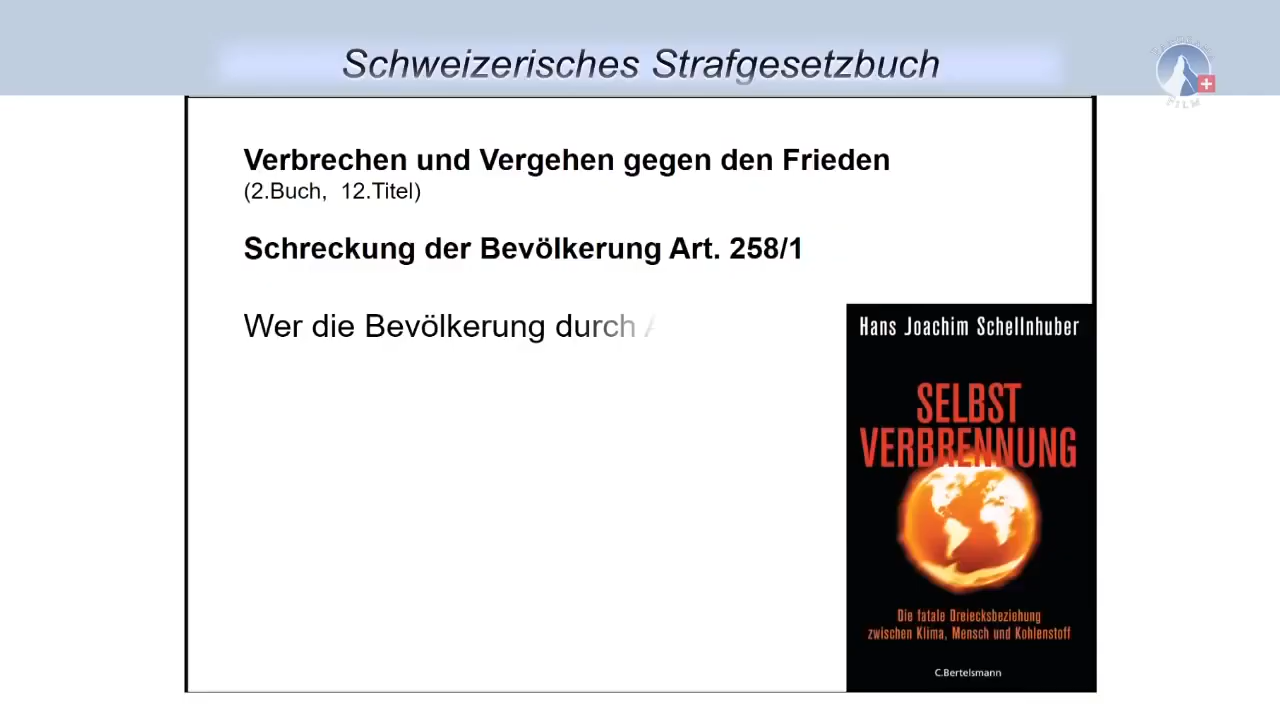 Schweizerisches Strafgesetzbuch
FILM
Verbrechen und Vergehen gegen den Frieden
(2.Buch, 12.Titel)
Schreckung der Bevölkerung Art. 258/1
Wer die Bevölkerung durch A
Hans Joachim Schellnhuber
SELBST
VERBRENNUNG
Die fatale Dreiecksbeziehung
zwischen Klima, Mensch und Kohlenstoff
C.Bertelsmann